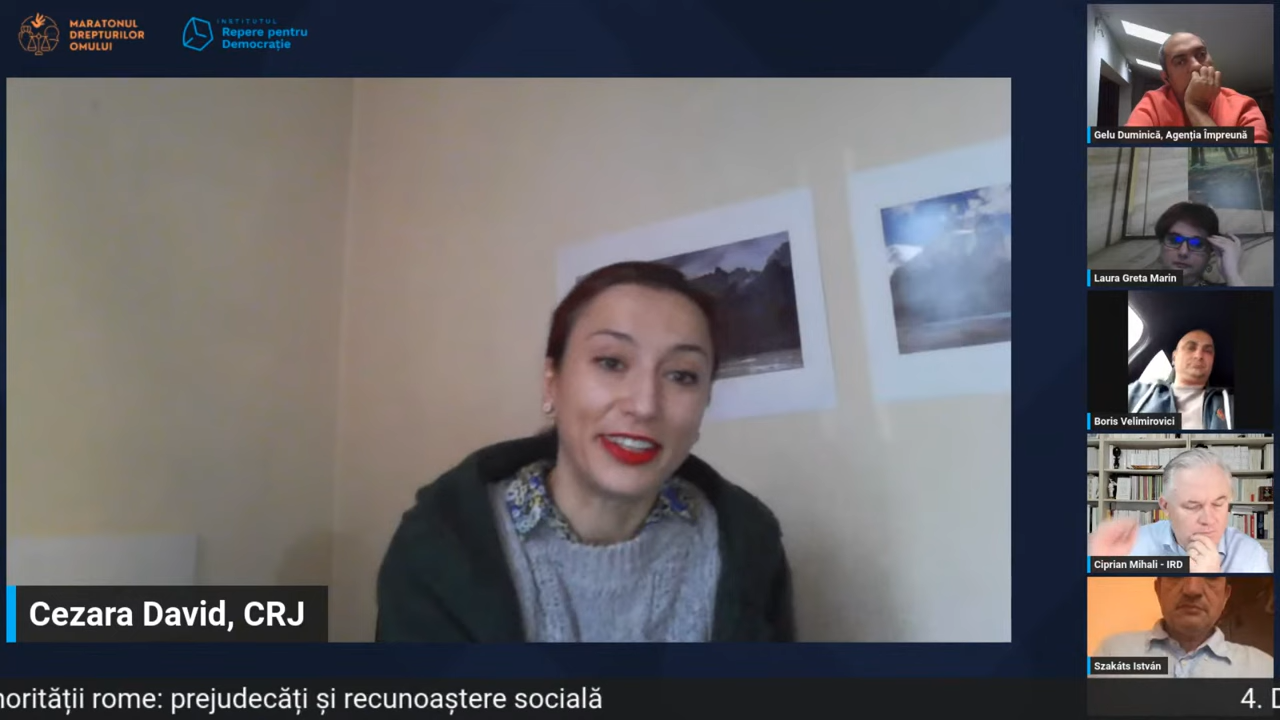 MARATONUL
DREPTURILOR
OMULUI
INSTITUTUL
Repere pentru
Democrație
Gelu Duminică, Agenția Împreună
Laura Greta Marin
Boris Velimirovici
Ciprian Mihali - IRD
Szakáts István
Cezara David, CRJ
norității rome: prejudecăți și recunoaștere socială
4. D